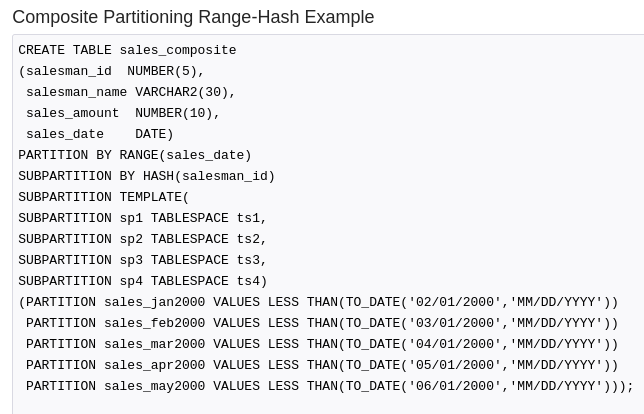 Composite Partitioning Range-Hash Example
CREATE TABLE sales_composite
(salesman_id  NUMBER(5),
 salesman_name VARCHAR2(30),
 sales_amount  NUMBER(10),
 sales_date    DATE)
PARTITION BY RANGE(sales_date)
SUBPARTITION BY HASH(salesman_id)
SUBPARTITION TEMPLATE(
SUBPARTITION sp1 TABLESPACE ts1,
SUBPARTITION sp2 TABLESPACE ts2,
SUBPARTITION sp3 TABLESPACE ts3,
SUBPARTITION sp4 TABLESPACE ts4)
(PARTITION sales_jan2000 VALUES LESS THAN(TO_DATE('02/01/2000','MM/DD/YYYY'))
 PARTITION sales_feb2000 VALUES LESS THAN(TO_DATE('03/01/2000','MM/DD/YYYY'))
 PARTITION sales_mar2000 VALUES LESS THAN(TO_DATE('04/01/2000','MM/DD/YYYY'))
 PARTITION sales_apr2000 VALUES LESS THAN(TO_DATE('05/01/2000','MM/DD/YYYY'))
 PARTITION sales_may2000 VALUES LESS THAN(TO_DATE('06/01/2000','MM/DD/YYYY')));